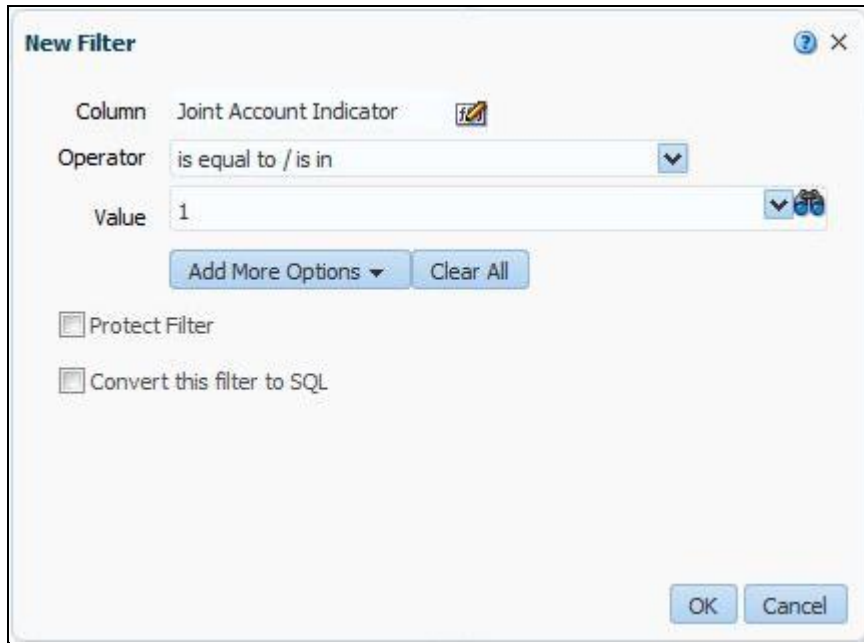 New Filter
?
Column Joint Account Indicator
Operator is equal to / is in
Value 1
Add More Options Clear All
Protect Filter
Convert this filter to SQL
OK Cancel